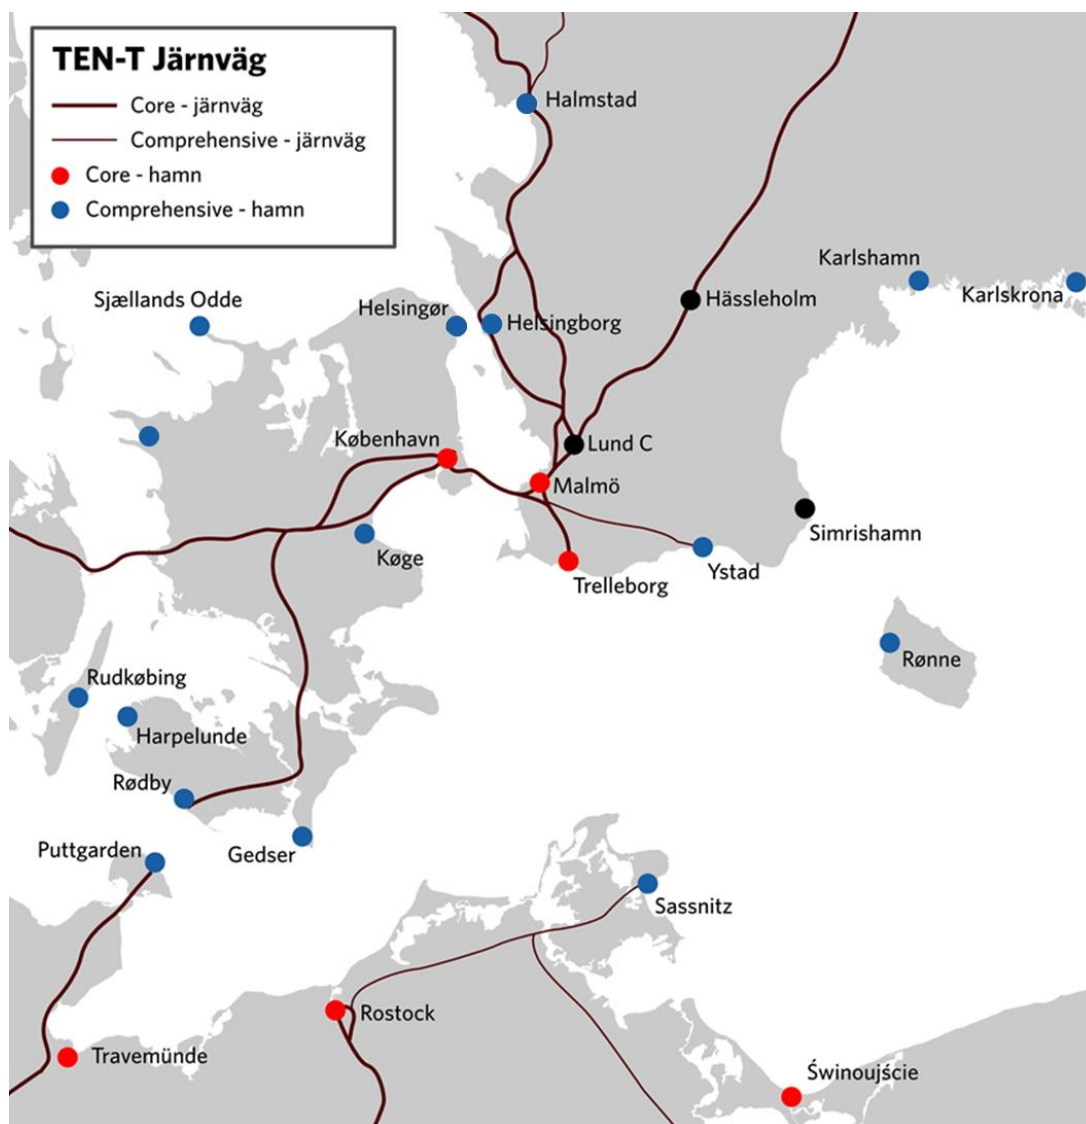 TEN-T Järnväg
Core - järnväg
Comprehensive - järnväg
Core - hamn
Comprehensive - hamn
Halmstad
Karlshamn
Karlskrona
Hässleholm
Sjællands Odde
Helsingør
Helsingborg
København
Lund C
Malmö
Simrishamn
Køge
Ystad
Trelleborg
Rønne
Rudkøbing
Harpelunde
Rødby
Puttgarden
Gedser
Sassnitz
Rostock
Travemünde
Świnoujście